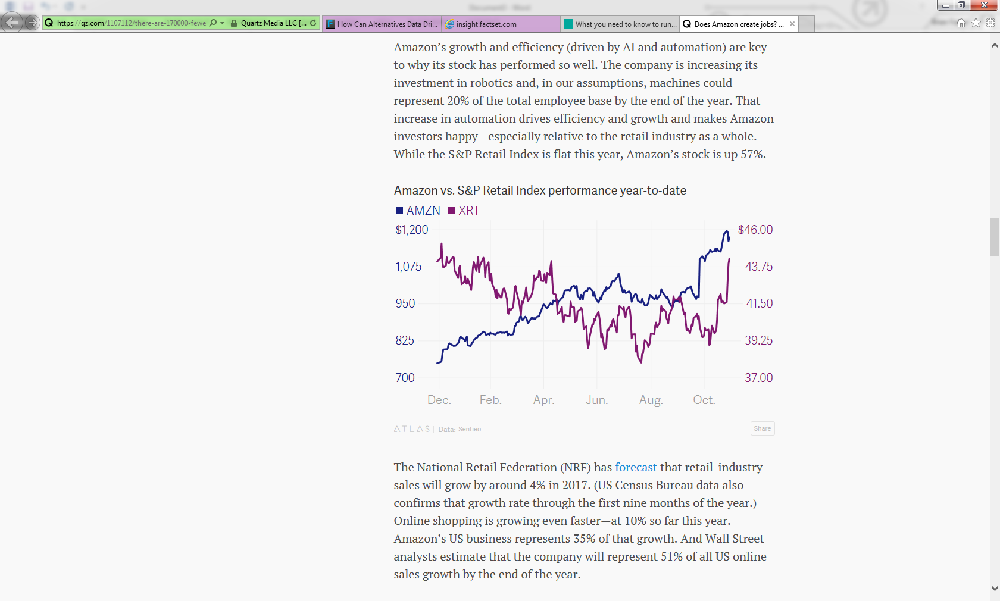 https://qz.com/1107112/there-are-170000-fewe
Quartz Media LLC [...
How Can Alternatives Data Dri...
insight.factset.com
What you need to know to run...
Does Amazon create jobs? ...
Amazon’s growth and efficiency (driven by AI and automation) are key
to why its stock has performed so well. The company is increasing its
investment in robotics and, in our assumptions, machines could
represent 20% of the total employee base by the end of the year. That
increase in automation drives efficiency and growth and makes Amazon
investors happy—especially relative to the retail industry as a whole.
While the S&P Retail Index is flat this year, Amazon’s stock is up 57%.
Amazon vs. S&P Retail Index performance year-to-date
AMZN XRT
$1,200 $46.00
1,075 43.75
950 41.50
825 39.25
700 37.00
Dec. Feb. Apr. Jun. Aug. Oct.
ATLAS | Data: Sentieo
Share
The National Retail Federation (NRF) has forecast that retail-industry
sales will grow by around 4% in 2017. (US Census Bureau data also
confirms that growth rate through the first nine months of the year.)
Online shopping is growing even faster—at 10% so far this year.
Amazon’s US business represents 35% of that growth. And Wall Street
analysts estimate that the company will represent 51% of all US online
sales growth by the end of the year.